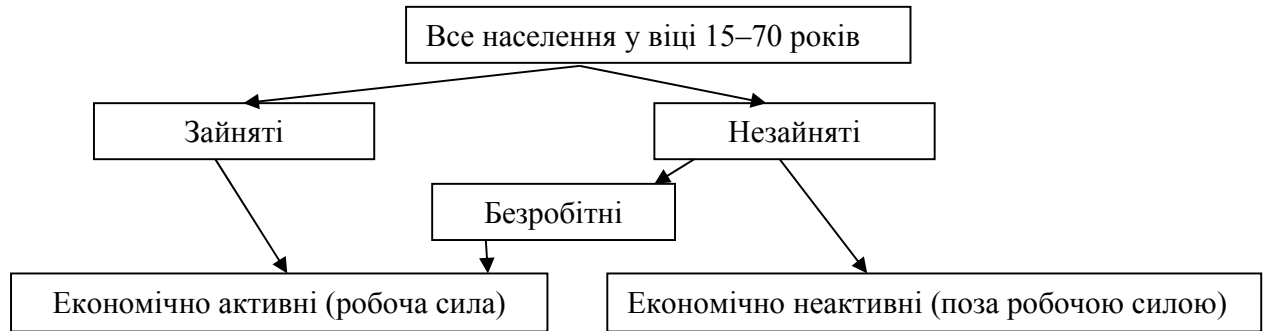 Все населення у віці 15–70 років
Зайняті
Незайняті
Безробітні
Економічно активні (робоча сила)
Економічно неактивні (поза робочою силою)